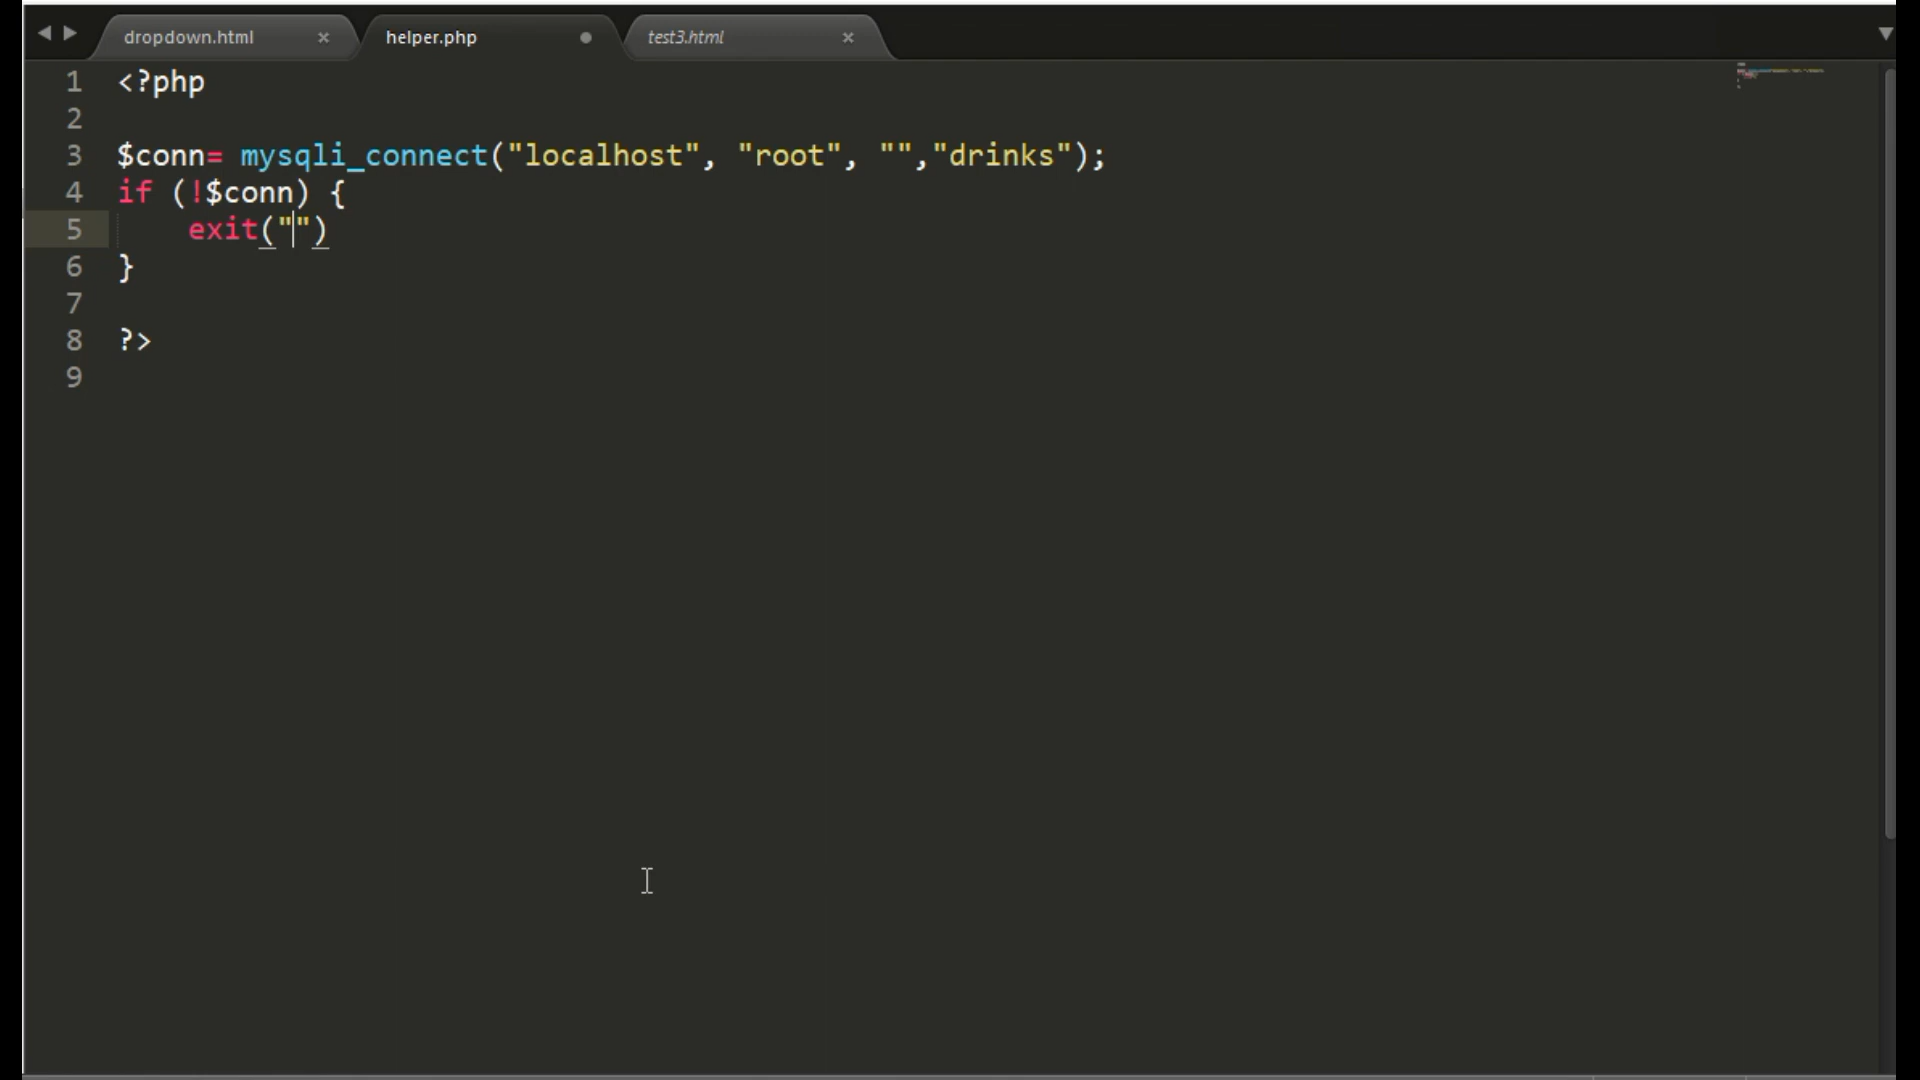 dropdown.html × helper.php test3.html ×
1 <?php
2
3 $conn= mysqli_connect("localhost", "root", "","drinks");
4 if (!$conn) {
5     exit("")
6 }
7
8 ?>
9